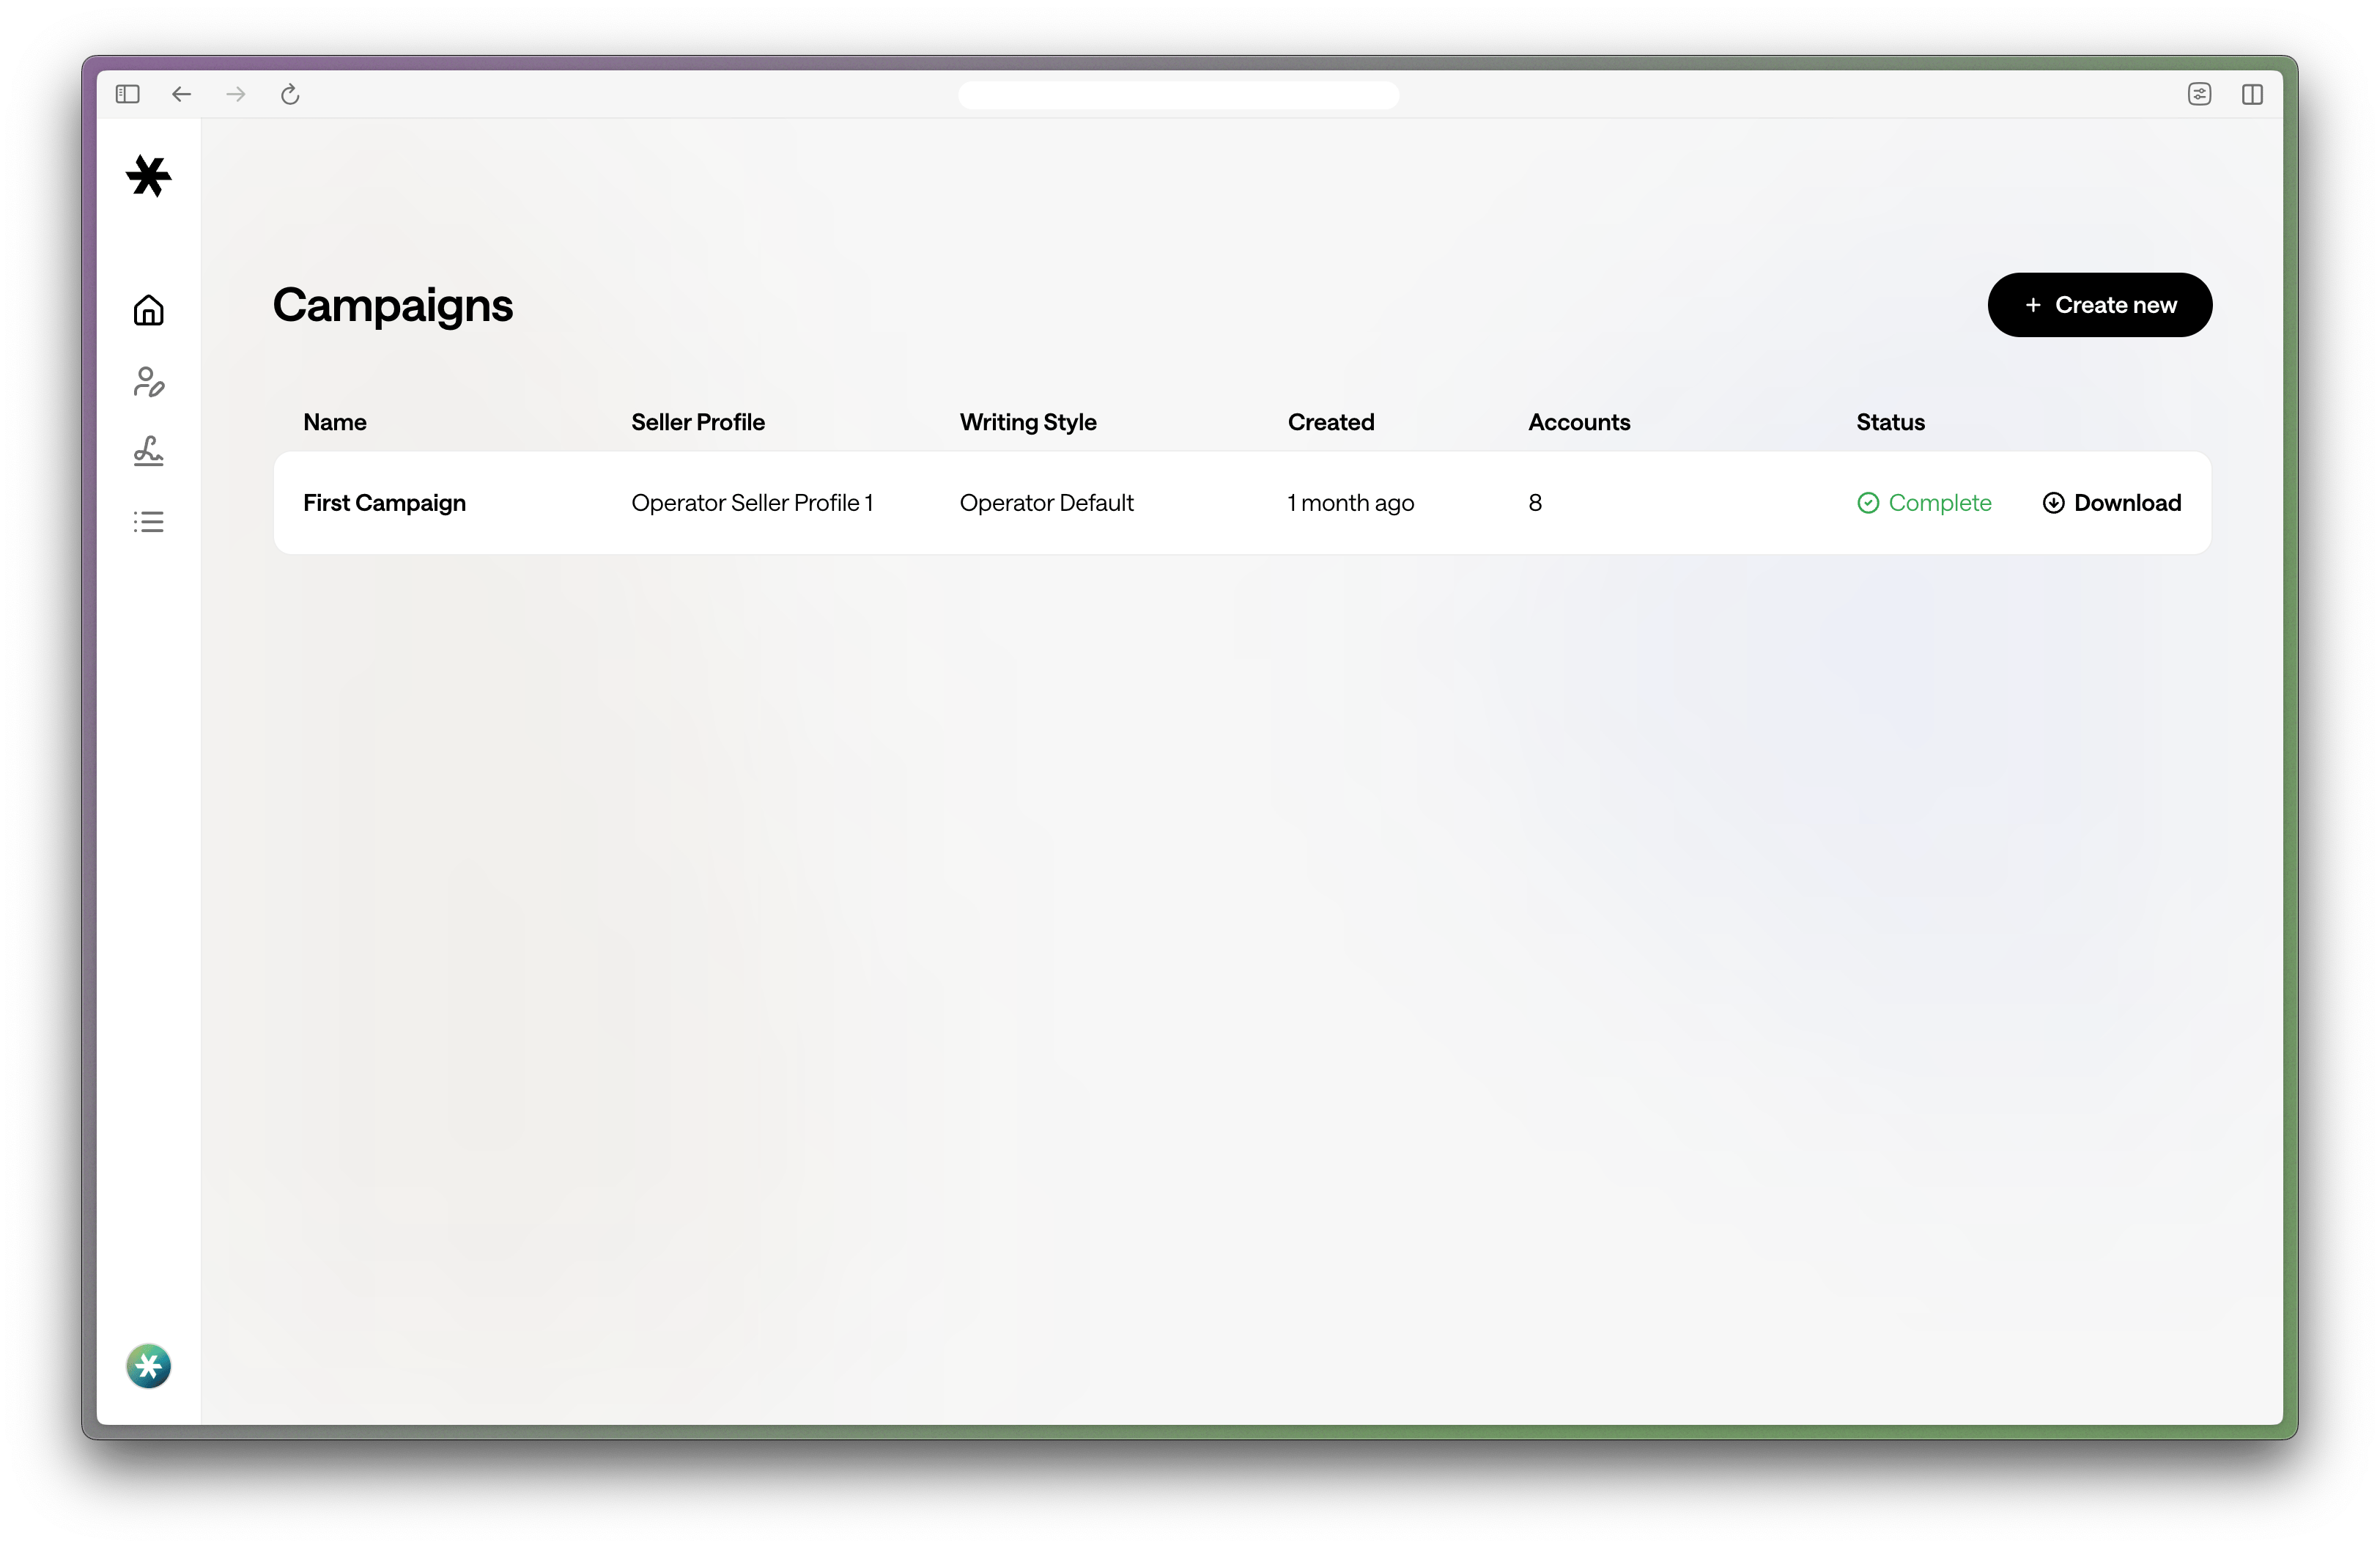 Campaigns
+ Create new
Name Seller Profile Writing Style Created Accounts Status
First Campaign Operator Seller Profile 1 Operator Default 1 month ago 8 Complete Download